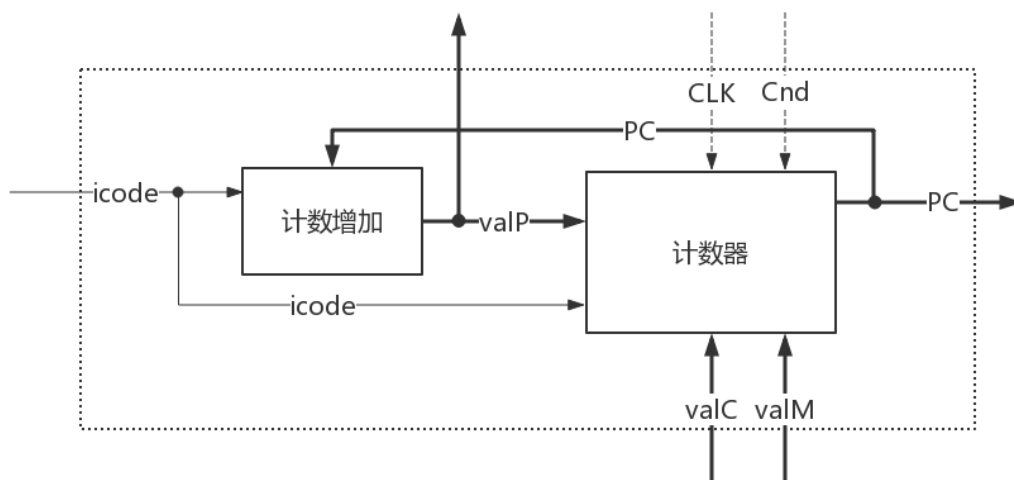 CLK
Cnd
PC
icode
计数增加
valP
计数器
PC
icode
valC
valM